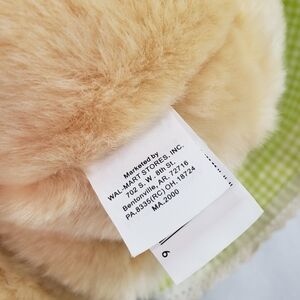 Marketed by
WAL-MART STORES, INC.
702 S. W. 8th St.
Bentonville, AR. 72716
PA.8335(RC) OH.18724
MA.2000
6